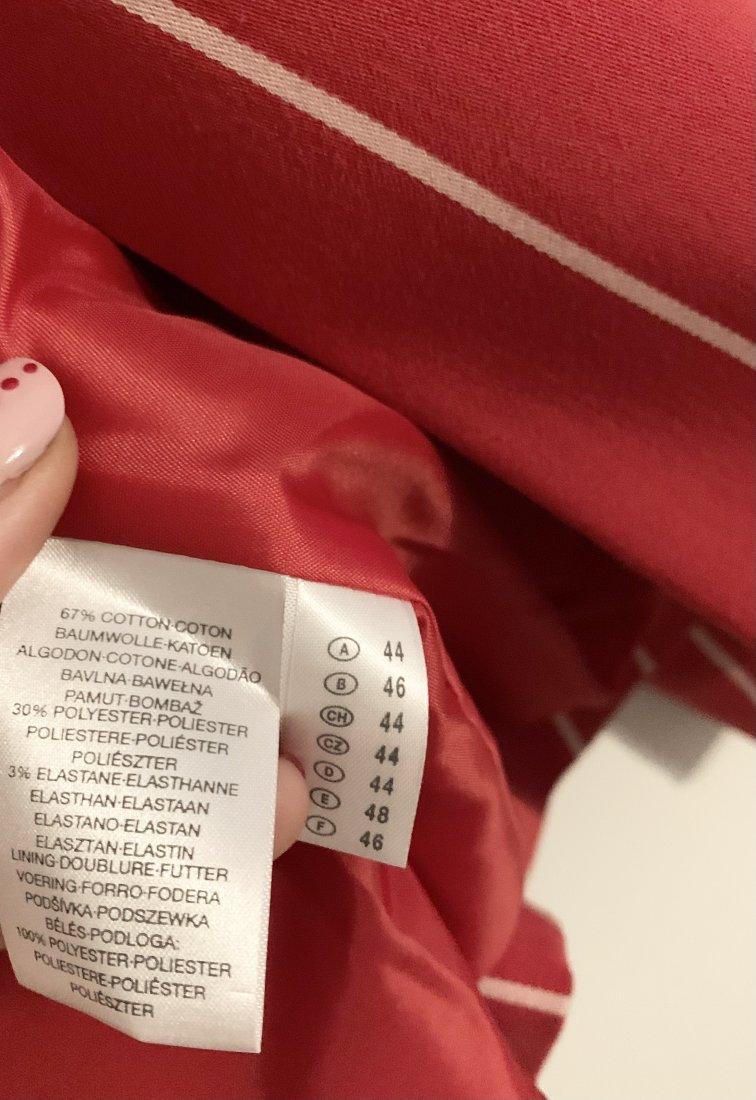 67% COTTON·COTON
BAUMWOLLE·KATOEN
ALGODON·COTONE·ALGODÃO
BAVLNA·BAWEŁNA
PAMUT·BOMBAŽ
30% POLYESTER·POLIESTER
POLIESTERE·POLIÉSTER
POLIÉSZTER
3% ELASTANE·ELASTHANNE
ELASTHAN·ELASTAAN
ELASTANO·ELASTAN
ELASZTAN·ELASTIN
LINING·DOUBLURE·FUTTER
VOERING·FORRO·FODERA
PODŠÍVKA·PODSZEWKA
BÉLÉS·PODLOGA:
100% POLYESTER·POLIESTER
POLIESTERE·POLIÉSTER
POLIÉSZTER
A 44
B 46
CH 44
CZ 44
D 44
E 48
F 46